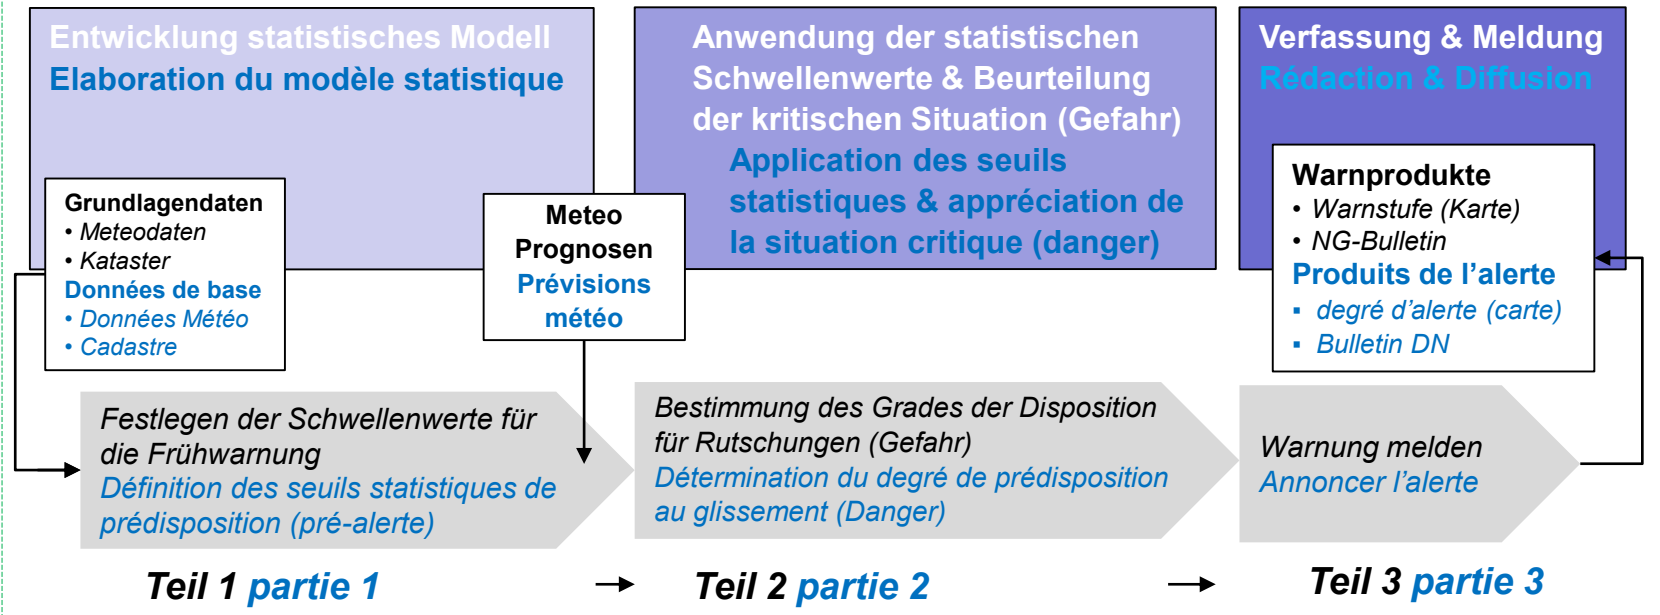 Entwicklung statistisches Modell
Elaboration du modèle statistique
Anwendung der statistischen
Schwellenwerte & Beurteilung
der kritischen Situation (Gefahr)
Application des seuils
statistiques & appréciation de
la situation critique (danger)
Verfassung & Meldung
Rédaction & Diffusion
Grundlagendaten
• Meteodaten
• Kataster
Données de base
• Données Météo
• Cadastre
Meteo
Prognosen
Prévisions
météo
Warnprodukte
• Warnstufe (Karte)
• NG-Bulletin
Produits de l’alerte
▪ degré d’alerte (carte)
▪ Bulletin DN
Festlegen der Schwellenwerte für
die Frühwarnung
Définition des seuils statistiques de
prédisposition (pré-alerte)
Bestimmung des Grades der Disposition
für Rutschungen (Gefahr)
Détermination du degré de prédisposition
au glissement (Danger)
Warnung melden
Annoncer l’alerte
Teil 1 partie 1 → Teil 2 partie 2 → Teil 3 partie 3